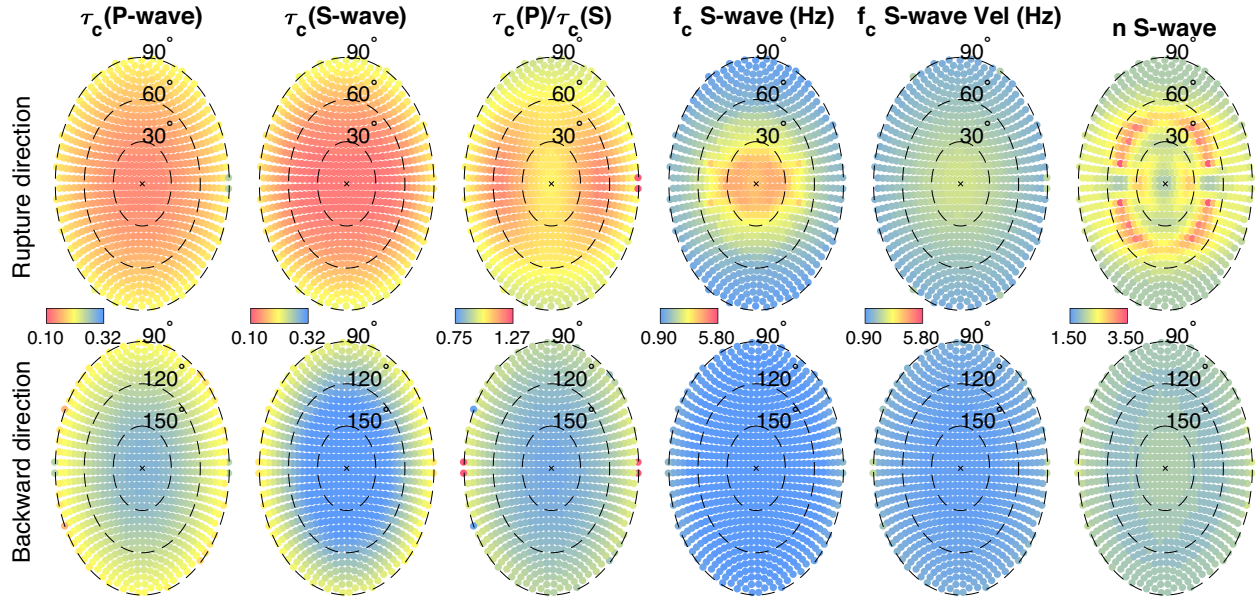 τc(P-wave) τc(S-wave) τc(P)/τc(S) fc S-wave (Hz) fc S-wave Vel (Hz) n S-wave
90° 90° 90° 90° 90° 90°
60° 60° 60° 60° 60° 60°
30° 30° 30° 30° 30° 30°
Rupture direction
0.10 0.32 0.10 0.32 0.75 1.27 0.90 5.80 0.90 5.80 1.50 3.50
90° 90° 90° 90° 90° 90°
120° 120° 120° 120° 120° 120°
150° 150° 150° 150° 150° 150°
Backward direction